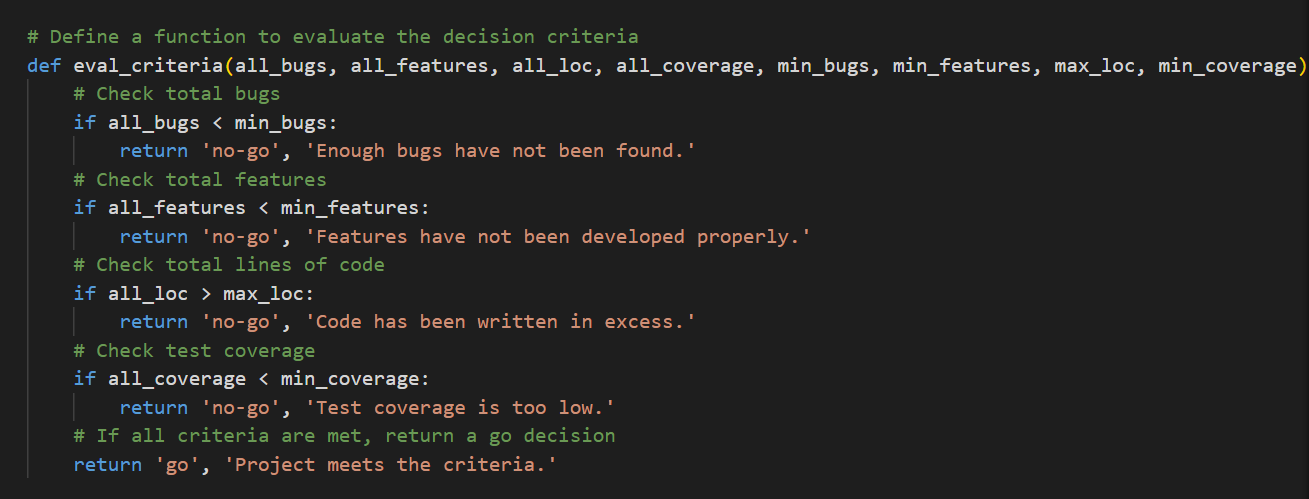 # Define a function to evaluate the decision criteria
def eval_criteria(all_bugs, all_features, all_loc, all_coverage, min_bugs, min_features, max_loc, min_coverage)
    # Check total bugs
    if all_bugs < min_bugs:
        return 'no-go', 'Enough bugs have not been found.'
    # Check total features
    if all_features < min_features:
        return 'no-go', 'Features have not been developed properly.'
    # Check total lines of code
    if all_loc > max_loc:
        return 'no-go', 'Code has been written in excess.'
    # Check test coverage
    if all_coverage < min_coverage:
        return 'no-go', 'Test coverage is too low.'
    # If all criteria are met, return a go decision
    return 'go', 'Project meets the criteria.'